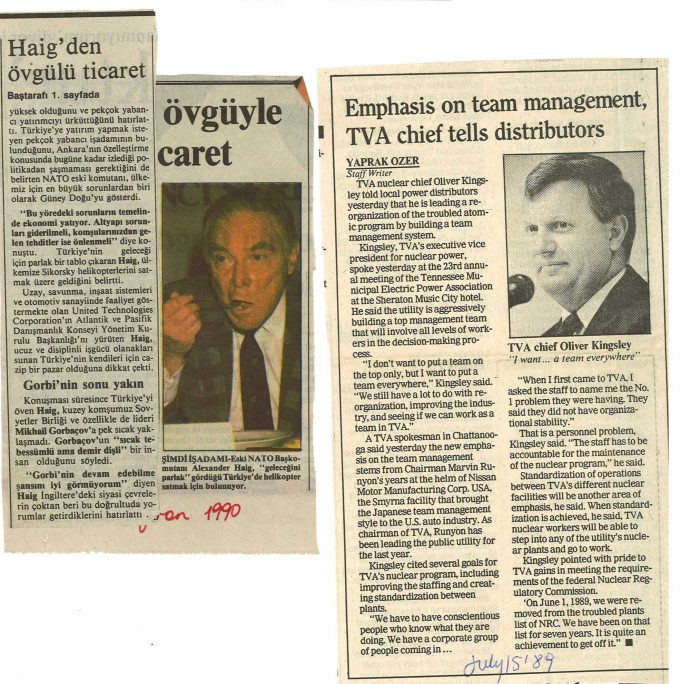 Haig'den
övgülü ticaret
Baştarafı 1. sayfada
yüksek olduğunu ve pekçok yaban-
cı yatırımcıyı ürküttüğünü hatırlat-
tı. Türkiye'ye yatırım yapmak iste-
yen pekçok yabancı işadamının bu-
lunduğunu, Ankara'nın özelleştirme
konusunda bugüne kadar izlediği po-
litikadan şaşmaması gerektiğini de
belirten NATO eski komutanı, ülke-
miz için en büyük sorunlardan biri
olarak Güney Doğu'yu gösterdi.
"Bu yöredeki sorunların temelin-
de ekonomi yatıyor. Altyapı sorun-
ları giderilmeli, komşularınızdan ge-
len tehditler ise önlenmeli" diye ko-
nuştu. Türkiye'nin geleceği
için parlak bir tablo çıkaran Haig, ül-
kemize Sikorsky helikopterlerini sat-
mak üzere geldiğini belirtti.
Uzay, savunma, inşaat sistemleri
ve otomotiv sanayiinde faaliyet gös-
termekte olan United Technologies
Corporation'ın Atlantik ve Pasifik
Danışmanlık Konseyi Yönetim Kuru-
lu Başkanlığı'nı yürüten Haig,
ucuz ve disiplinli işgücü olanakları
sunan Türkiye'nin kendileri için ca-
zip bir pazar olduğuna dikkat çekti.
Gorbi'nin sonu yakın
Konuşması süresince Türkiye'yi
öven Haig, kuzey komşumuz Sov-
yetler Birliği ve özellikle de lideri
Mikhail Gorbaçov'a pek sıcak yak-
laşmadı. Gorbaçov'un "sıcak te-
bessümlü ama demir dişli" bir in-
san olduğunu söyledi.
"Gorbi'nin devam edebilme
şansını iyi görmüyorum" diyen
Haig İngiltere'deki siyasi çevrele-
rin çoktan beri bu doğrultuda yo-
rumlar getirdiklerini hatırlattı.
övgüyle
caret
ŞİMDİ İŞADAMI-Eski NATO Başko-
mutanı Alexander Haig, "geleceğini
parlak" gördüğü Türkiye'de helikopter
satmak için bulunuyor.
1990
Emphasis on team management,
TVA chief tells distributors
YAPRAK OZER
Staff Writer
TVA nuclear chief Oliver Kings-
ley told local power distributors
yesterday that he is leading a re-
organization of the troubled atom-
ic program by building a team
management system.
Kingsley, TVA's executive vice
president for nuclear power,
spoke yesterday at the 23rd annu-
al meeting of the Tennessee Mu-
nicipal Electric Power Association
at the Sheraton Music City hotel.
He said the utility is aggressively
building a top management team
that will involve all levels of work-
ers in the decision-making pro-
cess.
"I don't want to put a team on
the top only, but I want to put a
team everywhere," Kingsley said.
"We still have a lot to do with re-
organization, improving the indus-
try, and seeing if we can work as a
team in TVA."
A TVA spokesman in Chattanoo-
ga said yesterday the new empha-
sis on the team management
stems from Chairman Marvin Run-
yon's years at the helm of Nissan
Motor Manufacturing Corp. USA,
the Smyrna facility that brought
the Japanese team management
style to the U.S. auto industry. As
chairman of TVA, Runyon has
been leading the public utility for
the last year.
Kingsley cited several goals for
TVA's nuclear program, including
improving the staffing and creat-
ing standardization between
plants.
"We have to have conscientious
people who know what they are
doing. We have a corporate group
of people coming in ...
TVA chief Oliver Kingsley
"I want ... a team everywhere"
"When I first came to TVA, I
asked the staff to name me the No.
1 problem they were having. They
said they did not have organiza-
tional stability."
That is a personnel problem,
Kingsley said. "The staff has to be
accountable for the maintenance
of the nuclear program," he said.
Standardization of operations
between TVA's different nuclear
facilities will be another area of
emphasis, he said. When standard-
ization is achieved, he said, TVA
nuclear workers will be able to
step into any of the utility's nucle-
ar plants and go to work.
Kingsley pointed with pride to
TVA gains in meeting the require-
ments of the federal Nuclear Reg-
ulatory Commission.
'On June 1, 1989, we were re-
moved from the troubled plants
list of NRC. We have been on that
list for seven years. It is quite an
achievement to get off it." ■
July 15 '89